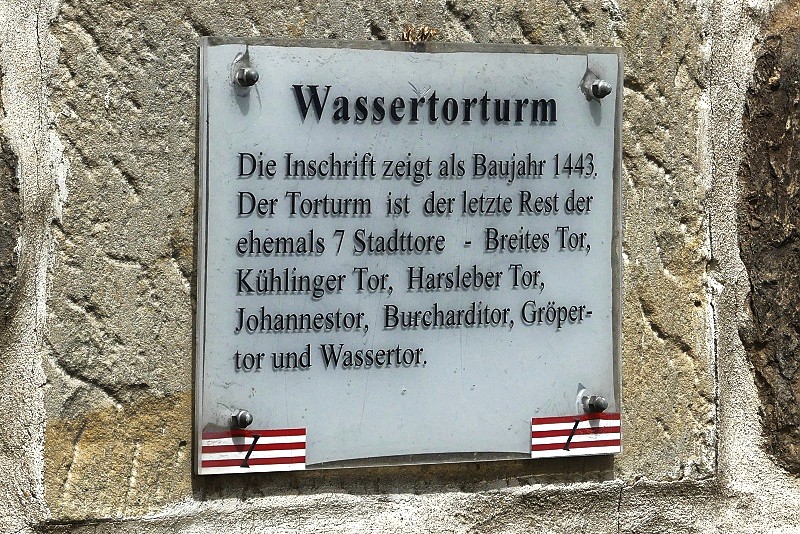 Wassertorturm
Die Inschrift zeigt als Baujahr 1443.
Der Torturm ist der letzte Rest der
ehemals 7 Stadttore - Breites Tor,
Kühlinger Tor, Harsleber Tor,
Johannestor, Burcharditor, Gröper-
tor und Wassertor.